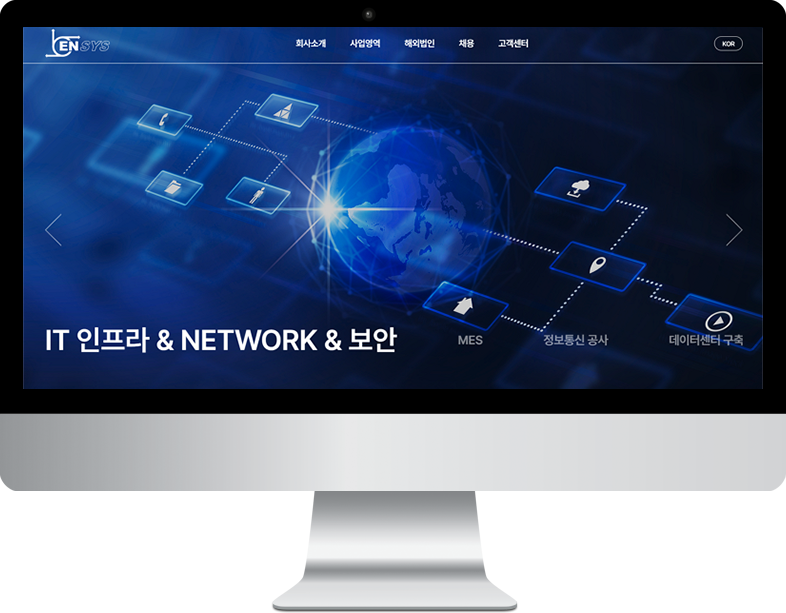 ENSYS
회사소개
사업영역
해외법인
채용
고객센터
KOR
IT 인프라 & NETWORK & 보안
MES
정보통신 공사
데이터센터 구축